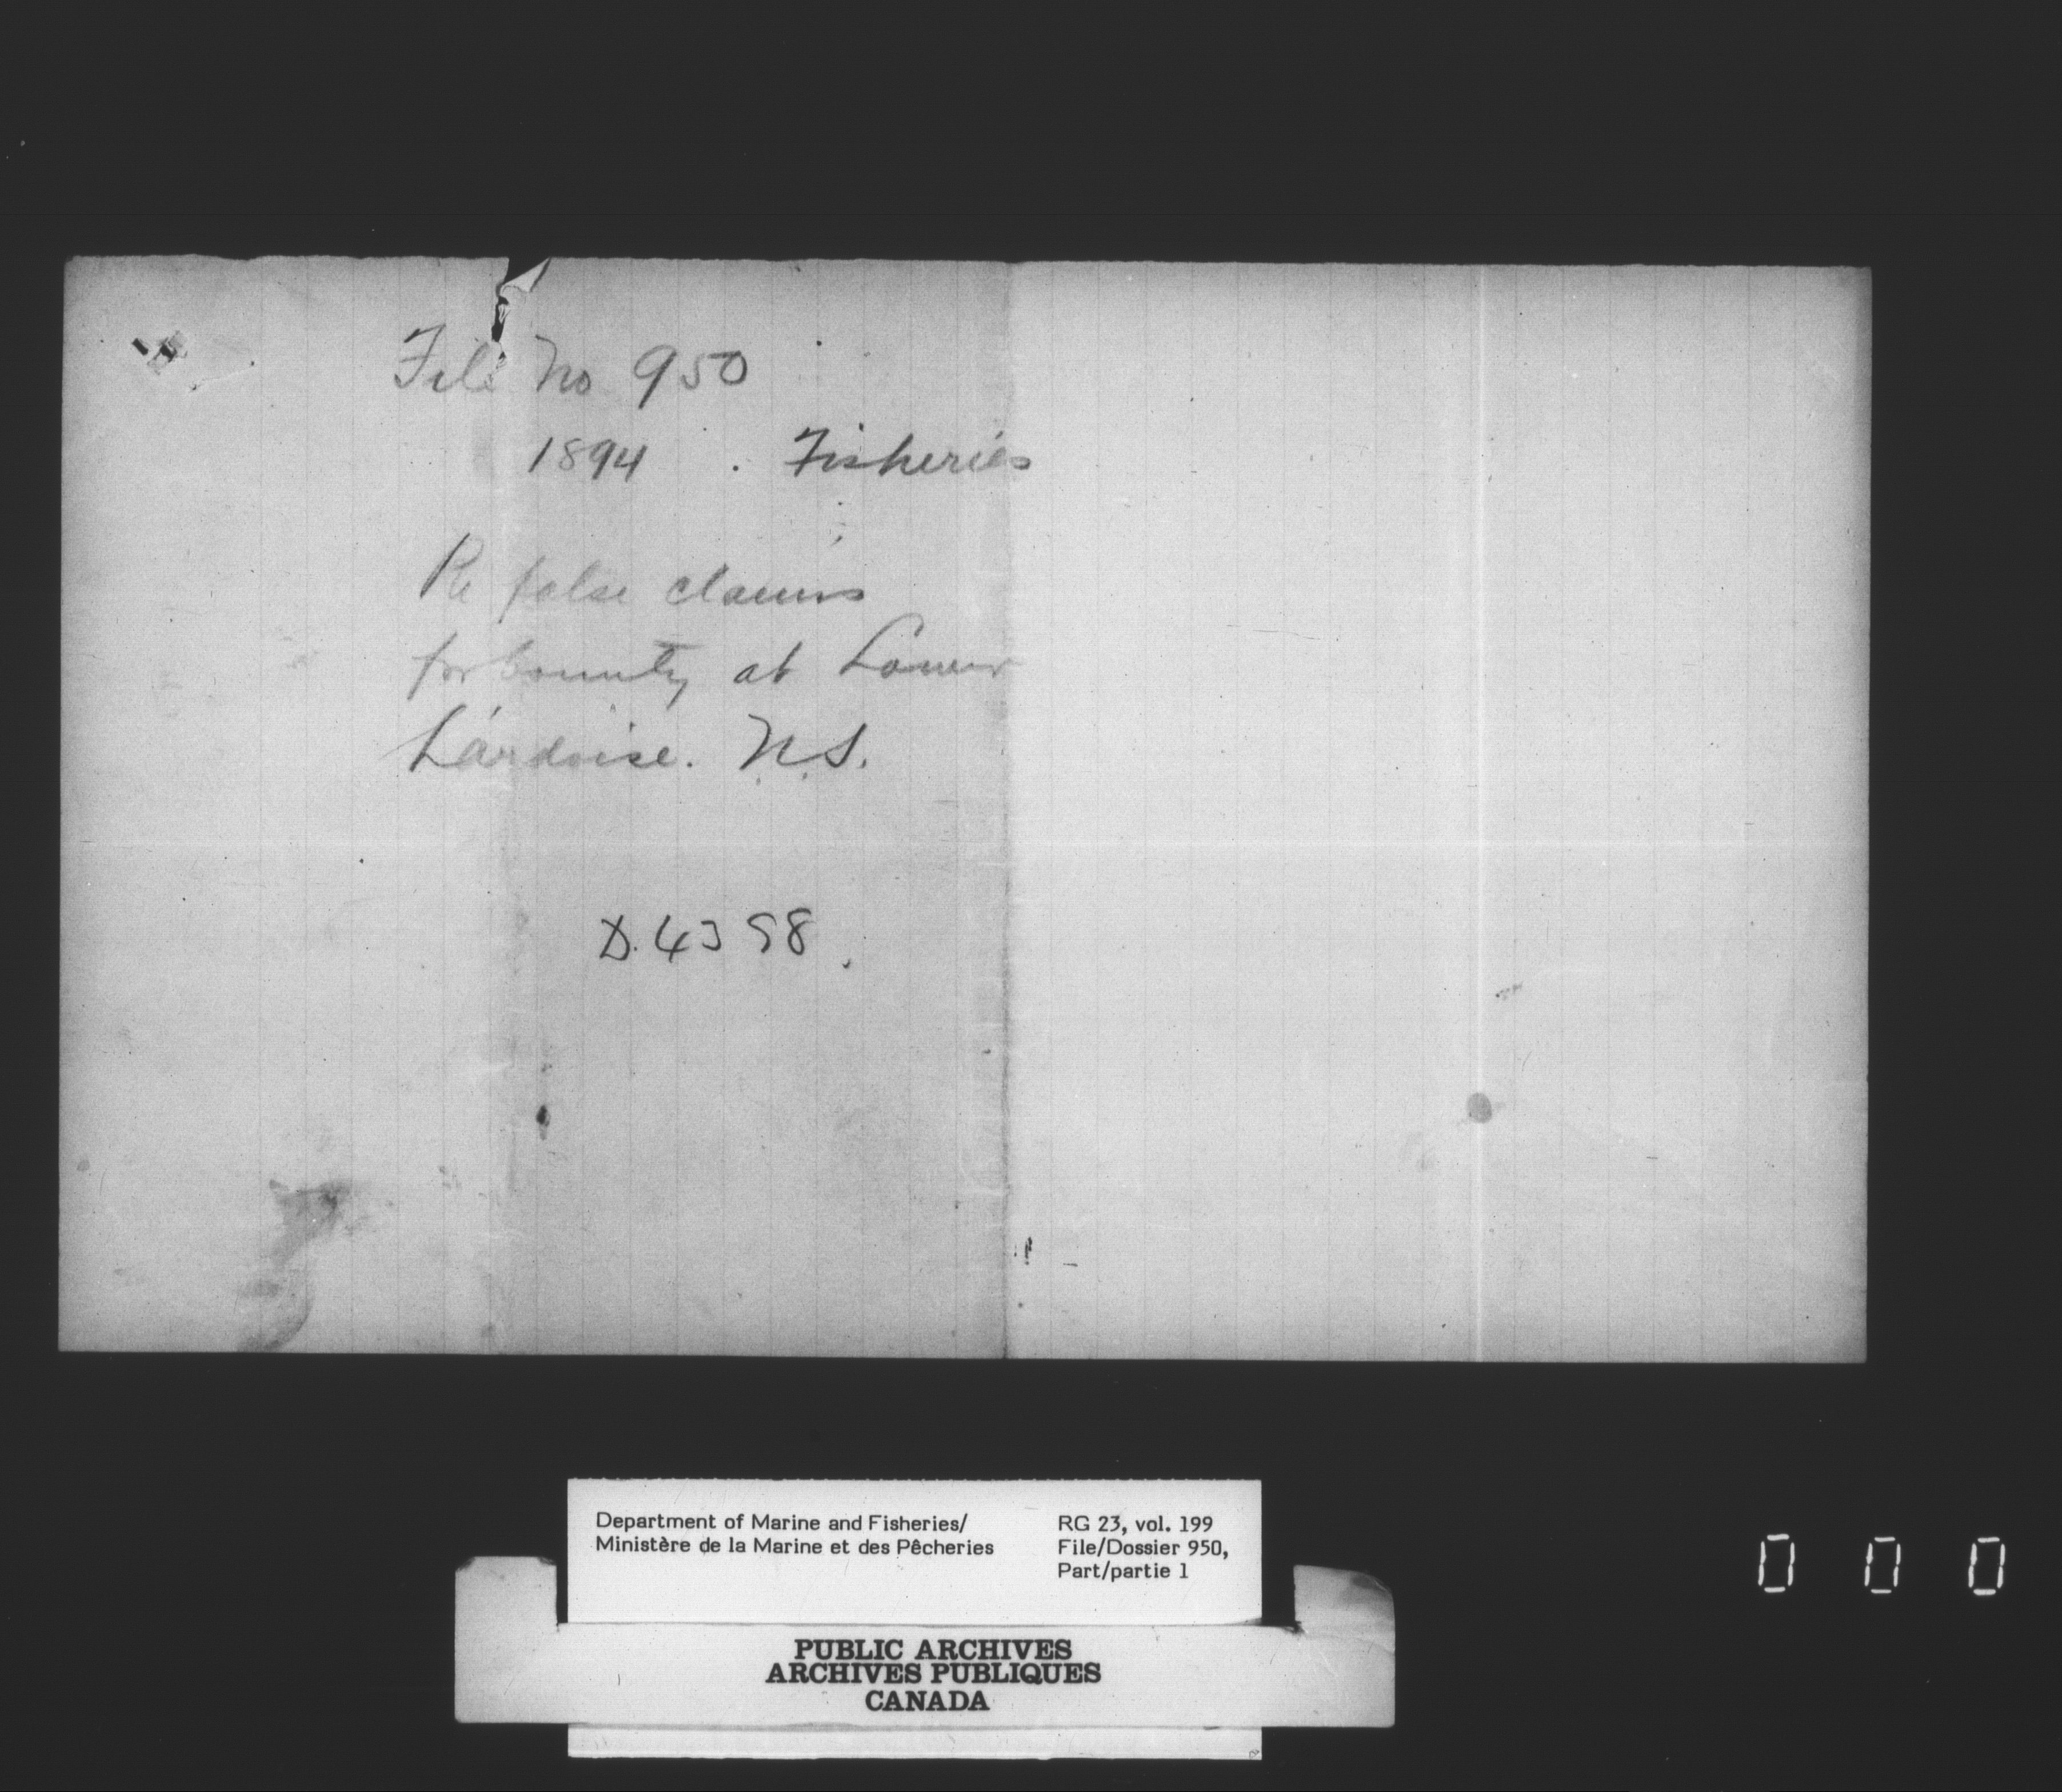 File No 950
1894 . Fisheries
Re false claims
for bounty at Lower
L'ardoise. N.S.
D. 4398.
Department of Marine and Fisheries/
Ministère de la Marine et des Pêcheries
RG 23, vol. 199
File/Dossier 950,
Part/partie 1
PUBLIC ARCHIVES
ARCHIVES PUBLIQUES
CANADA
0 0 0